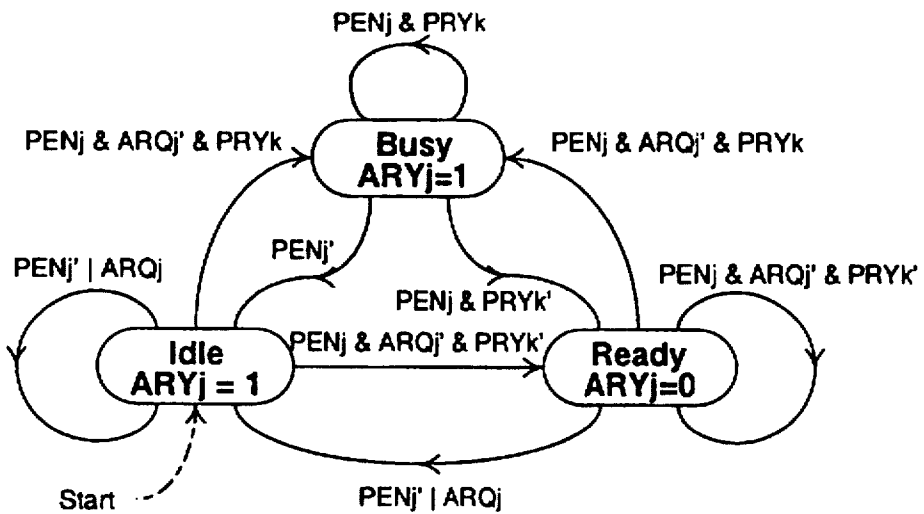 PENj & PRYk
PENj & ARQj' & PRYk
Busy
ARYj=1
PENj & ARQj' & PRYk
PENj'
PENj' | ARQj
PENj & PRYk'
PENj & ARQj' & PRYk'
Idle
ARYj = 1
PENj & ARQj' & PRYk'
Ready
ARYj=0
Start
PENj' | ARQj